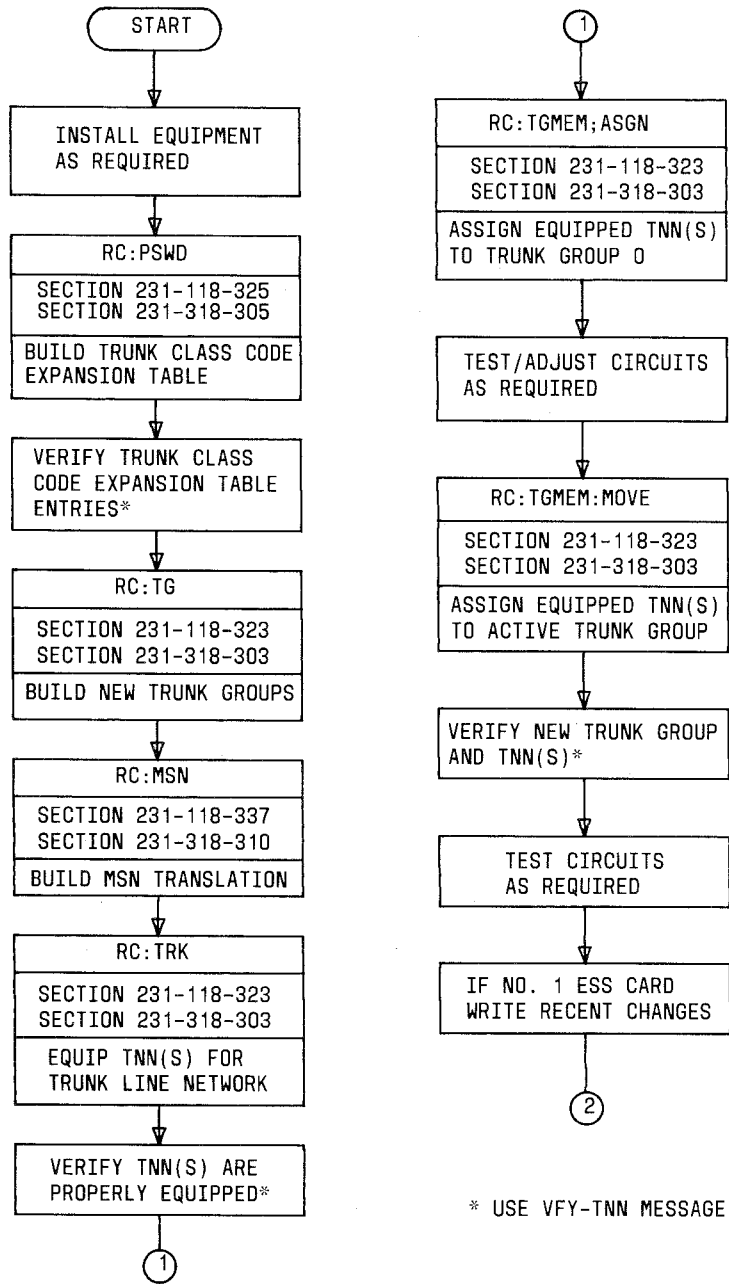 START
INSTALL EQUIPMENT
AS REQUIRED
RC:PSWD
SECTION 231-118-325
SECTION 231-318-305
BUILD TRUNK CLASS CODE
EXPANSION TABLE
VERIFY TRUNK CLASS
CODE EXPANSION TABLE
ENTRIES*
RC:TG
SECTION 231-118-323
SECTION 231-318-303
BUILD NEW TRUNK GROUPS
RC:MSN
SECTION 231-118-337
SECTION 231-318-310
BUILD MSN TRANSLATION
RC:TRK
SECTION 231-118-323
SECTION 231-318-303
EQUIP TNN(S) FOR
TRUNK LINE NETWORK
VERIFY TNN(S) ARE
PROPERLY EQUIPPED*
1
1
RC:TGMEM;ASGN
SECTION 231-118-323
SECTION 231-318-303
ASSIGN EQUIPPED TNN(S)
TO TRUNK GROUP 0
TEST/ADJUST CIRCUITS
AS REQUIRED
RC:TGMEM:MOVE
SECTION 231-118-323
SECTION 231-318-303
ASSIGN EQUIPPED TNN(S)
TO ACTIVE TRUNK GROUP
VERIFY NEW TRUNK GROUP
AND TNN(S)*
TEST CIRCUITS
AS REQUIRED
IF NO. 1 ESS CARD
WRITE RECENT CHANGES
2
* USE VFY-TNN MESSAGE